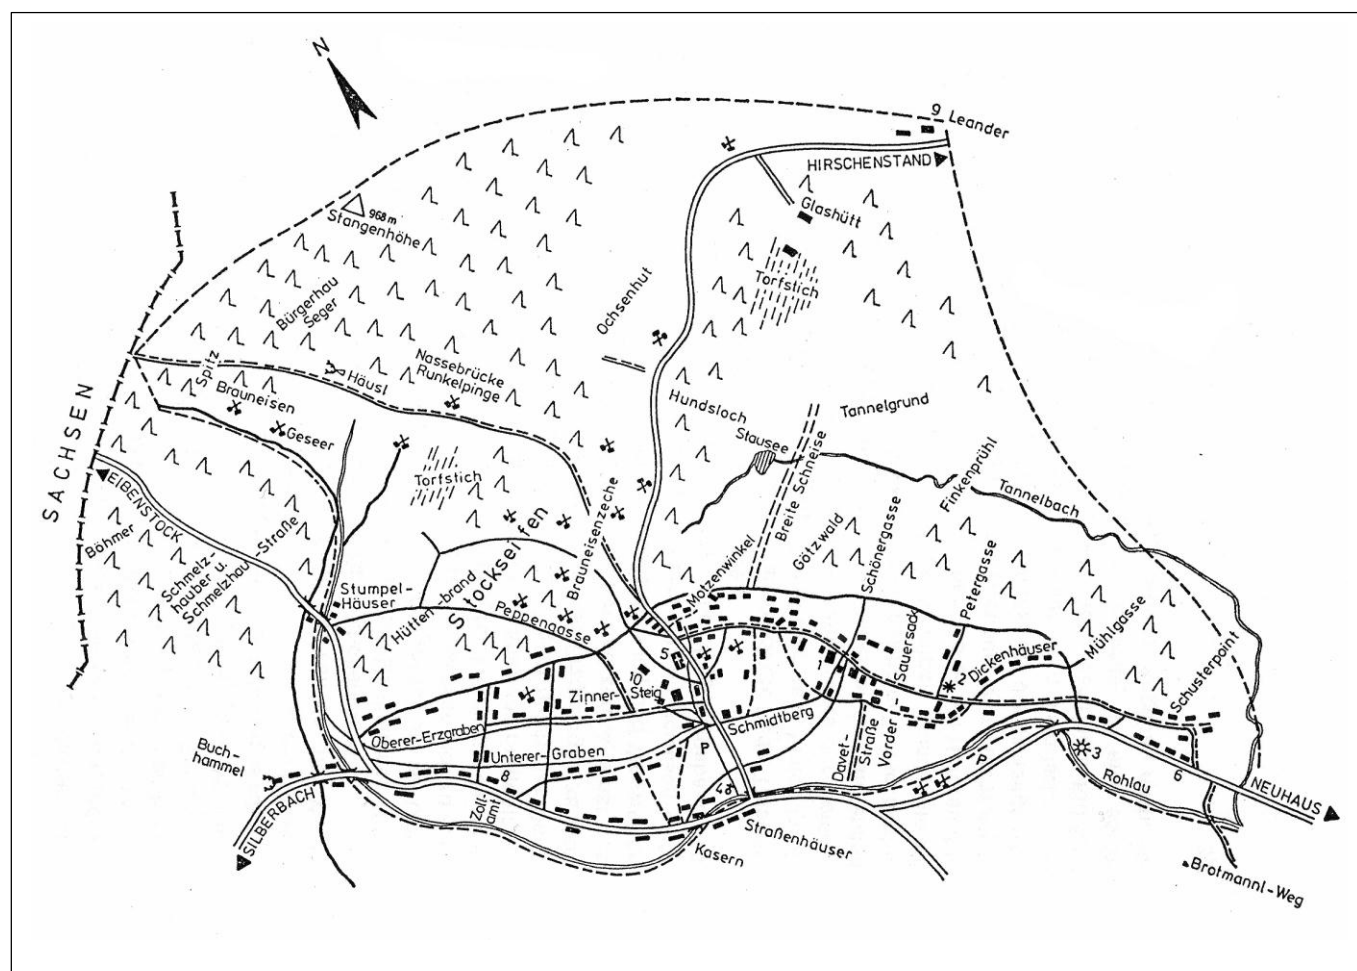 N
9 Leander
HIRSCHENSTAND
Glashütt
968 m
Stangenhöhe
Torfstich
Ochsenhut
Bürgerhau
Seger
Spitz
Häusl
Nassebrücke
Runkelpinge
Brauneisen
Geseer
Hundsloch
Stausee
Tannelgrund
SACHSEN
EIBENSTOCK
Böhmer
Schmelz-
hauber u.
Schmelzhau-Straße
Torfstich
Breite Schneise
Finkenprühl
Tannelbach
Stumpel-
Häuser
Hütten-brand
Stockseifen
Peppengasse
Brauneisenzeche
Motzenwinkel
Götzwald
Schönergasse
Petergasse
Mühlgasse
Schusterpoint
Sauersack
Dickenhäuser
1
2
5
10
Zinner-
Steig
Oberer-Erzgraben
Unterer-Graben
Schmidtberg
Davet-
Straße
Vorder-
P
P
3
Rohlau
6
NEUHAUS
Buch-
hammel
SILBERBACH
8
Zoll-
amt
4
Kasern
Straßenhäuser
Brotmannl-Weg